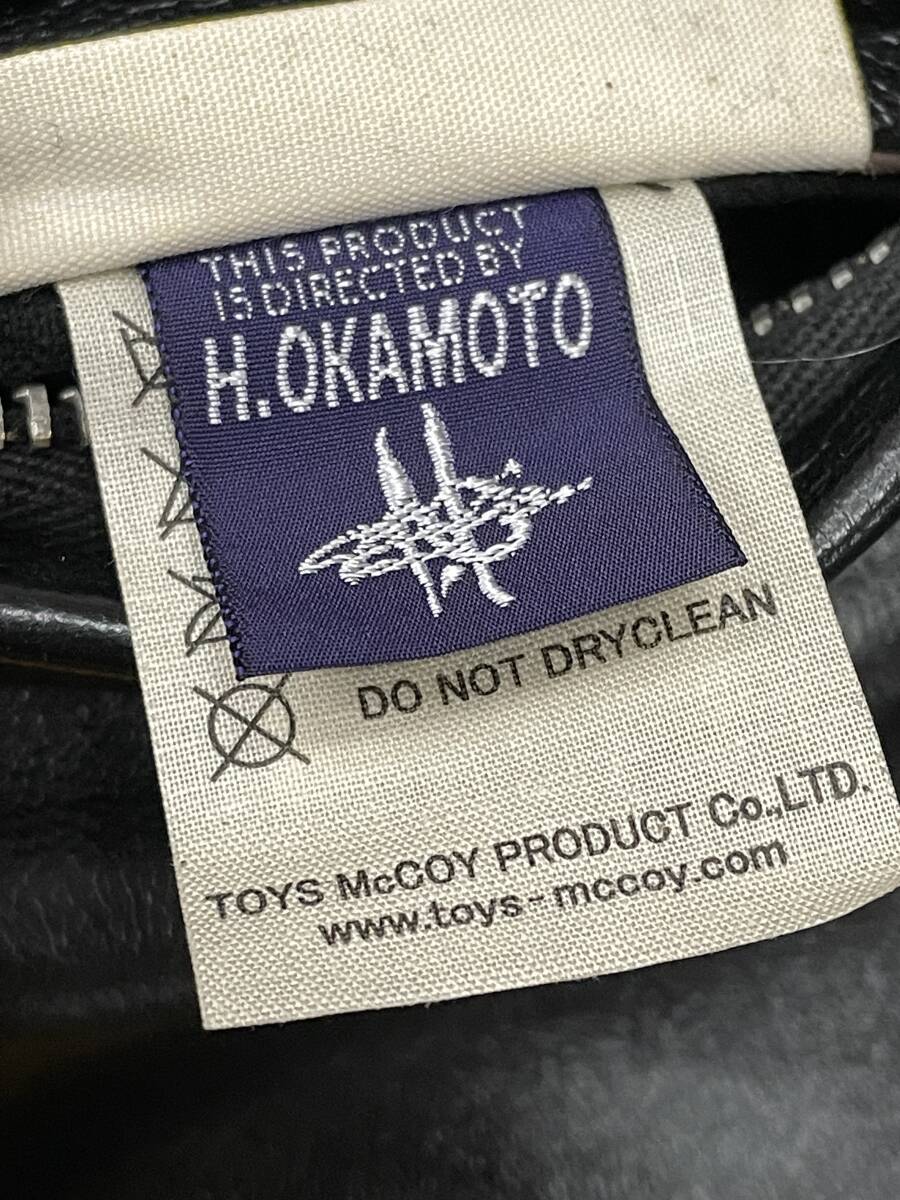 THIS PRODUCT
IS DIRECTED BY
H.OKAMOTO
DO NOT DRYCLEAN
TOYS McCOY PRODUCT Co.,LTD.
www.toys-mccoy.com